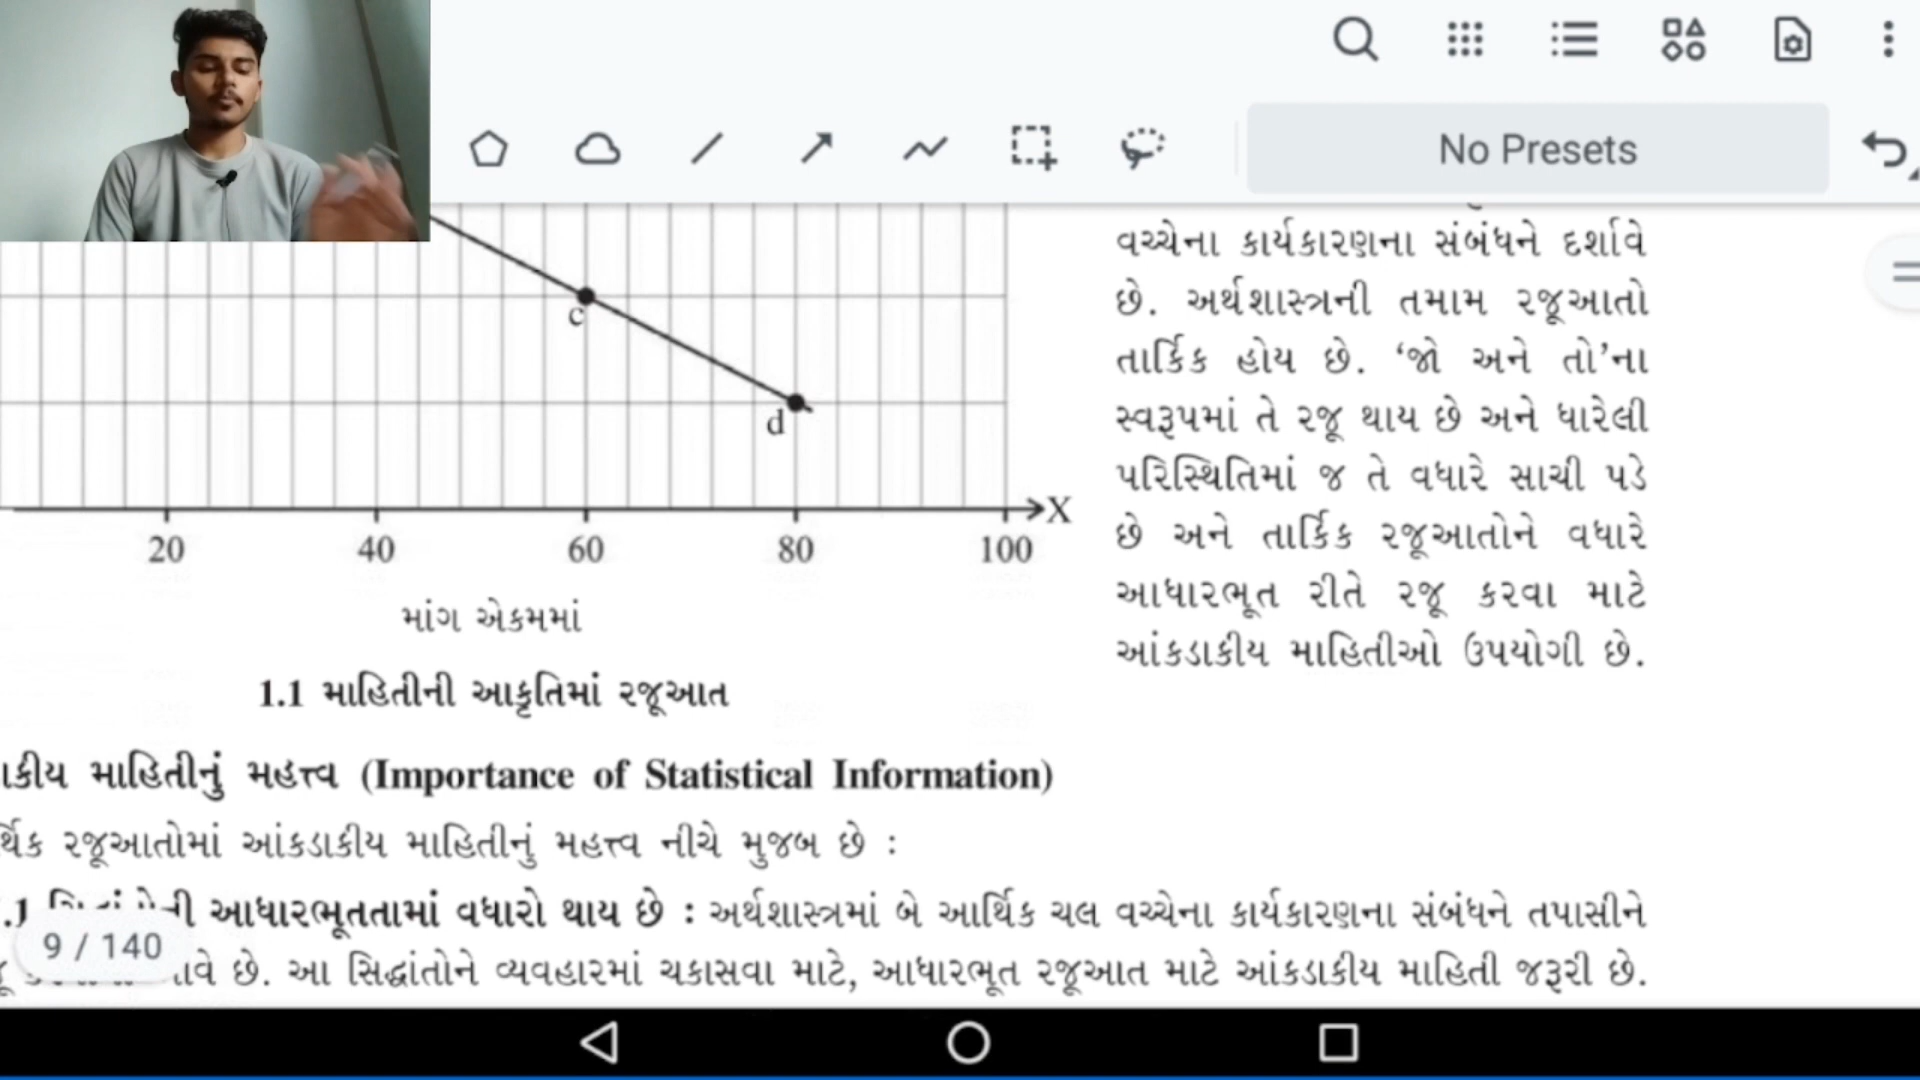 No Presets
વચ્ચેના કાર્યકારણના સંબંધને દર્શાવે
છે. અર્થશાસ્ત્રની તમામ રજૂઆતો
તાર્કિક હોય છે. ‘જો અને તો’ના
સ્વરૂપમાં તે રજૂ થાય છે અને ધારેલી
પરિસ્થિતિમાં જ તે વધારે સાચી પડે
છે અને તાર્કિક રજૂઆતોને વધારે
આધારભૂત રીતે રજૂ કરવા માટે
આંકડાકીય માહિતીઓ ઉપયોગી છે.
c
d
X
20 40 60 80 100
માંગ એકમમાં
1.1 માહિતીની આકૃતિમાં રજૂઆત
માહિતીનું મહત્ત્વ (Importance of Statistical Information)
રજૂઆતોમાં આંકડાકીય માહિતીનું મહત્ત્વ નીચે મુજબ છે :
આધારભૂતતામાં વધારો થાય છે : અર્થશાસ્ત્રમાં બે આર્થિક ચલ વચ્ચેના કાર્યકારણના સંબંધને તપાસીને
છે. આ સિદ્ધાંતોને વ્યવહારમાં ચકાસવા માટે, આધારભૂત રજૂઆત માટે આંકડાકીય માહિતી જરૂરી છે.
9 / 140